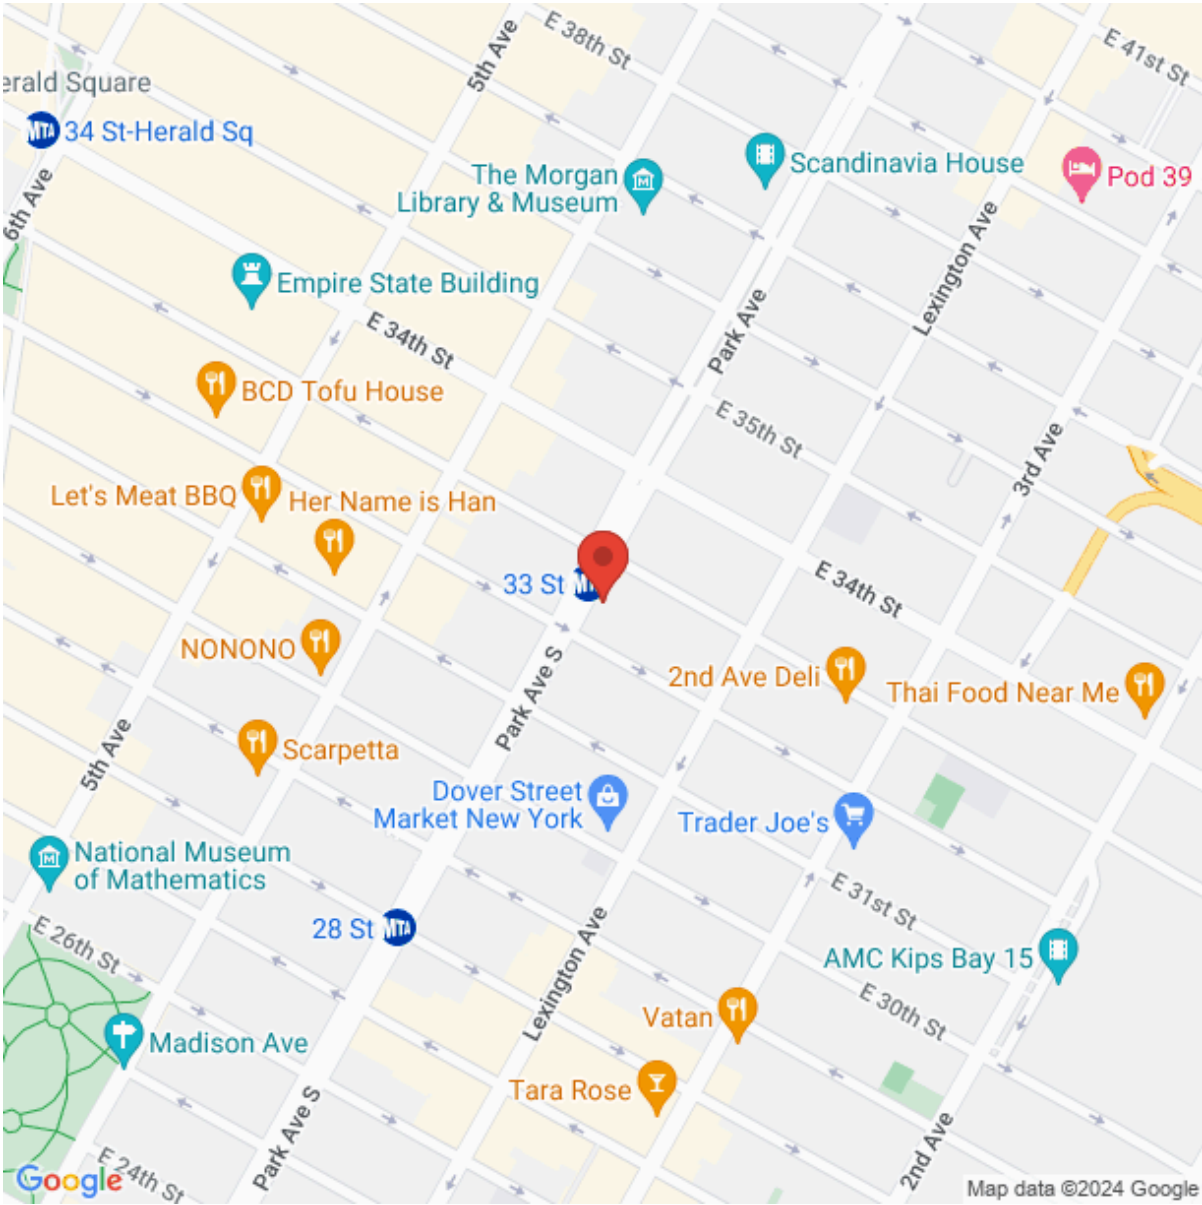 E 38th St
5th Ave
E 41st St
erald Square
MTA 34 St-Herald Sq
Scandinavia House
The Morgan
Library & Museum
Pod 39
6th Ave
Lexington Ave
Empire State Building
E 34th St
Park Ave
BCD Tofu House
E 35th St
3rd Ave
Let's Meat BBQ
Her Name is Han
33 St
E 34th St
NONONO
2nd Ave Deli
Thai Food Near Me
Park Ave S
Scarpetta
5th Ave
Dover Street
Market New York
Trader Joe's
National Museum
of Mathematics
E 31st St
28 St MTA
E 26th St
Lexington Ave
AMC Kips Bay 15
E 30th St
Vatan
Madison Ave
Tara Rose
Park Ave S
2nd Ave
E 24th St
Google
Map data ©2024 Google